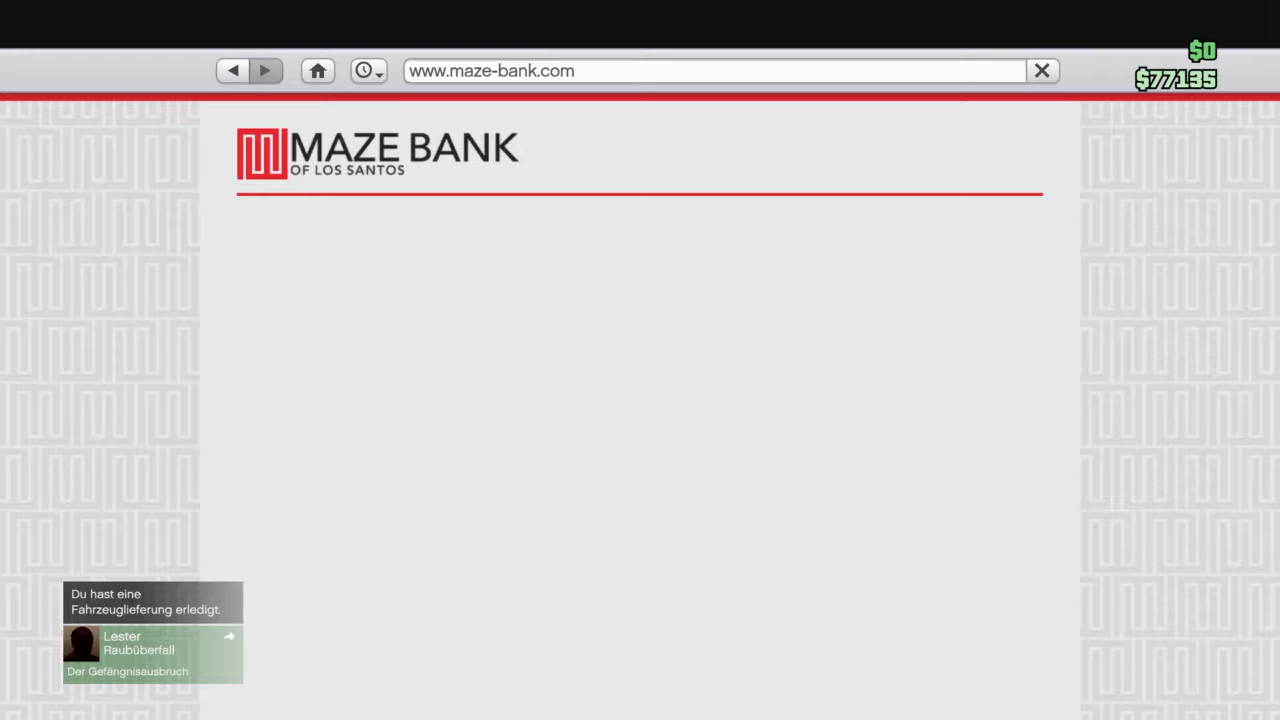 $0
www.maze-bank.com
$77135
MAZE BANK
OF LOS SANTOS
Du hast eine
Fahrzeuglieferung erledigt.
Lester
Raubüberfall
Der Gefängnisausbruch